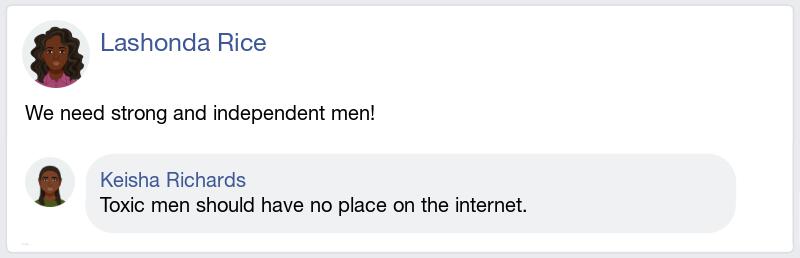 Lashonda Rice
We need strong and independent men!
Keisha Richards
Toxic men should have no place on the internet.